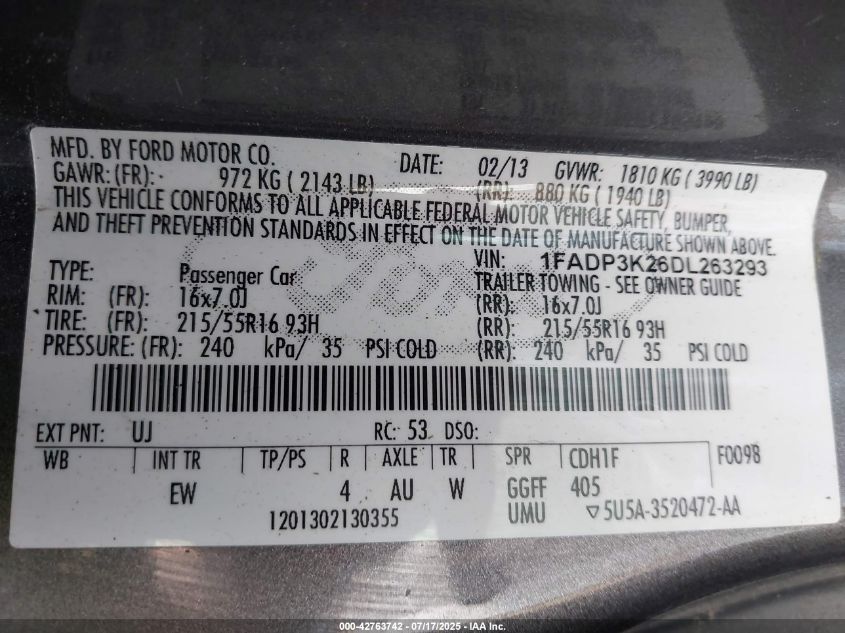 MFD. BY FORD MOTOR CO. DATE: 02/13 GVWR: 1810 KG ( 3990 LB)
GAWR: (FR): - 972 KG ( 2143 LB) (RR): 880 KG ( 1940 LB)
THIS VEHICLE CONFORMS TO ALL APPLICABLE FEDERAL MOTOR VEHICLE SAFETY, BUMPER,
AND THEFT PREVENTION STANDARDS IN EFFECT ON THE DATE OF MANUFACTURE SHOWN ABOVE.
VIN: 1FADP3K26DL263293
TYPE: Passenger Car TRAILER TOWING - SEE OWNER GUIDE
RIM: (FR): 16x7.0J (RR): 16x7.0J
TIRE: (FR): 215/55R16 93H (RR): 215/55R16 93H
PRESSURE: (FR): 240 kPa/ 35 PSI COLD (RR): 240 kPa/ 35 PSI COLD
EXT PNT: UJ RC: 53 DSO:
WB INT TR TP/PS R AXLE TR SPR CDH1F F0098
EW 4 AU W GGFF 405
1201302130355 UMU ▽5U5A-3520472-AA
000-42763742 - 07/17/2025 - IAA Inc.